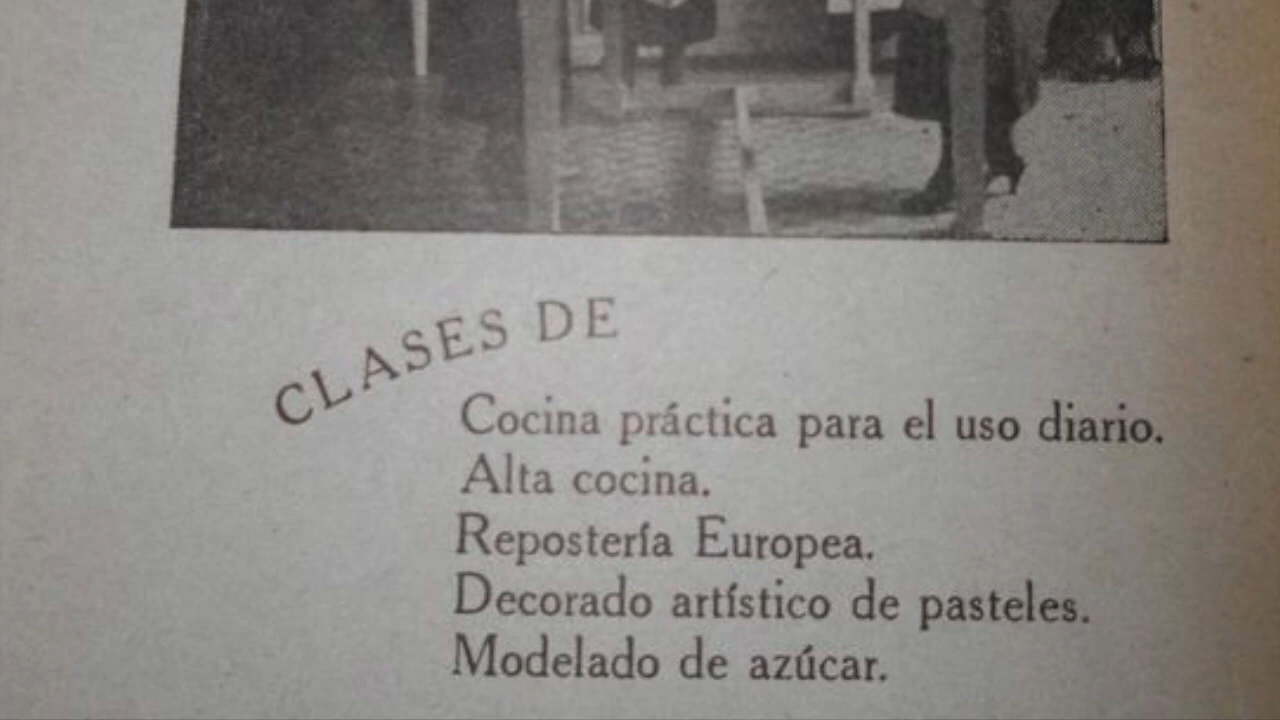 CLASES DE
Cocina práctica para el uso diario.
Alta cocina.
Repostería Europea.
Decorado artístico de pasteles.
Modelado de azúcar.